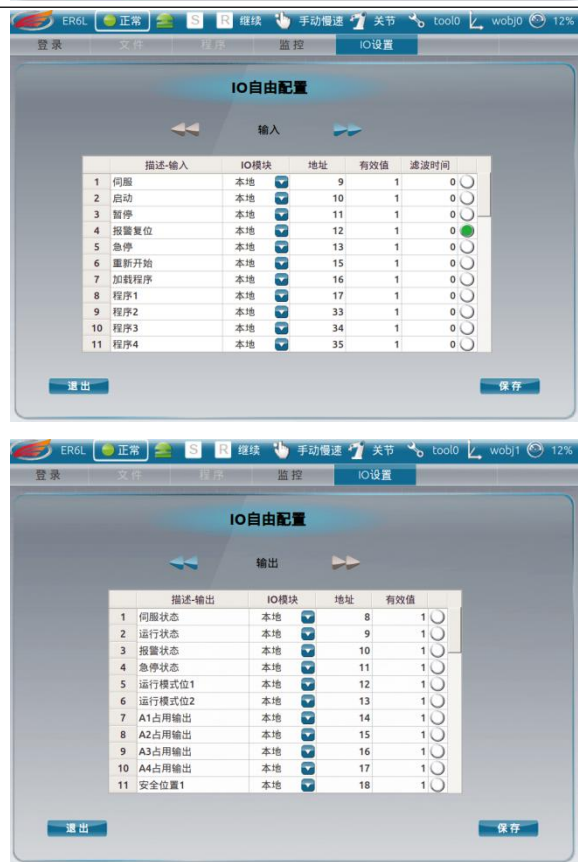 ER6L 正常 S R 继续 手动慢速 关节 tool0 wobj0 12%
登录 文件 程序 监控 IO设置
IO自由配置
输入
描述-输入 IO模块 地址 有效值 滤波时间
1 伺服 本地 9 1 0
2 启动 本地 10 1 0
3 暂停 本地 11 1 0
4 报警复位 本地 12 1 0
5 急停 本地 13 1 0
6 重新开始 本地 15 1 0
7 加载程序 本地 16 1 0
8 程序1 本地 17 1 0
9 程序2 本地 33 1 0
10 程序3 本地 34 1 0
11 程序4 本地 35 1 0
退出 保存
ER6L 正常 S R 继续 手动慢速 关节 tool0 wobj1 12%
登录 文件 程序 监控 IO设置
IO自由配置
输出
描述-输出 IO模块 地址 有效值
1 伺服状态 本地 8 1
2 运行状态 本地 9 1
3 报警状态 本地 10 1
4 急停状态 本地 11 1
5 运行模式位1 本地 12 1
6 运行模式位2 本地 13 1
7 A1占用输出 本地 14 1
8 A2占用输出 本地 15 1
9 A3占用输出 本地 16 1
10 A4占用输出 本地 17 1
11 安全位置1 本地 18 1
退出 保存